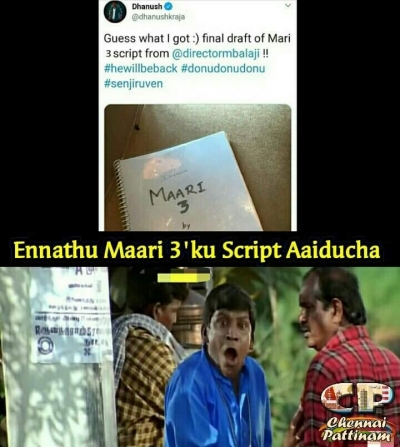 Dhanush
@dhanushkraja
Guess what I got :) final draft of Mari
3 script from @directormbalaji !!
#hewillbeback #donudonudonu
#senjiruven
MAARI
3
by
Ennathu Maari 3'ku Script Aaiducha
CP
Chennai
Pattinam